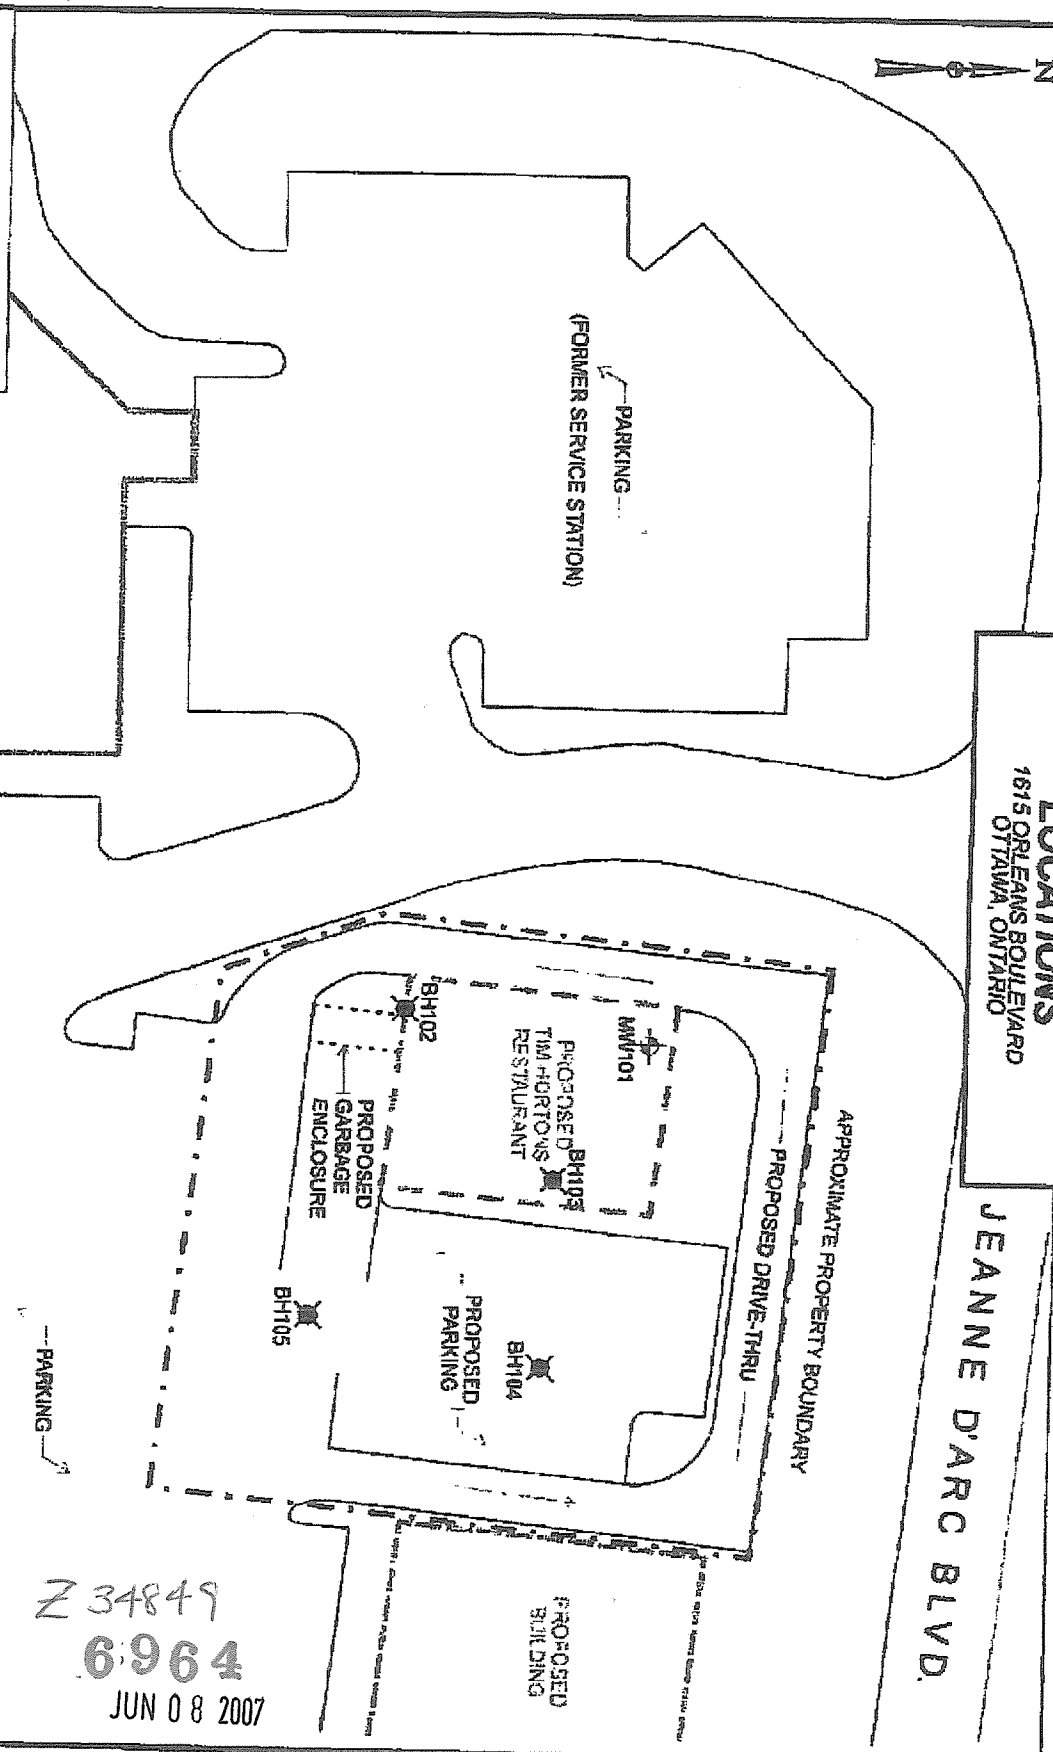 N
LOCATIONS
1615 ORLEANS BOULEVARD
OTTAWA, ONTARIO
JEANNE D'ARC BLVD.
APPROXIMATE PROPERTY BOUNDARY
PROPOSED DRIVE-THRU
PARKING
(FORMER SERVICE STATION)
MW101
PROPOSED
TIM HORTONS
RESTAURANT
BH103
BH102
PROPOSED
GARBAGE
ENCLOSURE
BH104
PROPOSED
PARKING
BH105
PROPOSED
BUILDING
PARKING
Z 34849
6964
JUN 08 2007